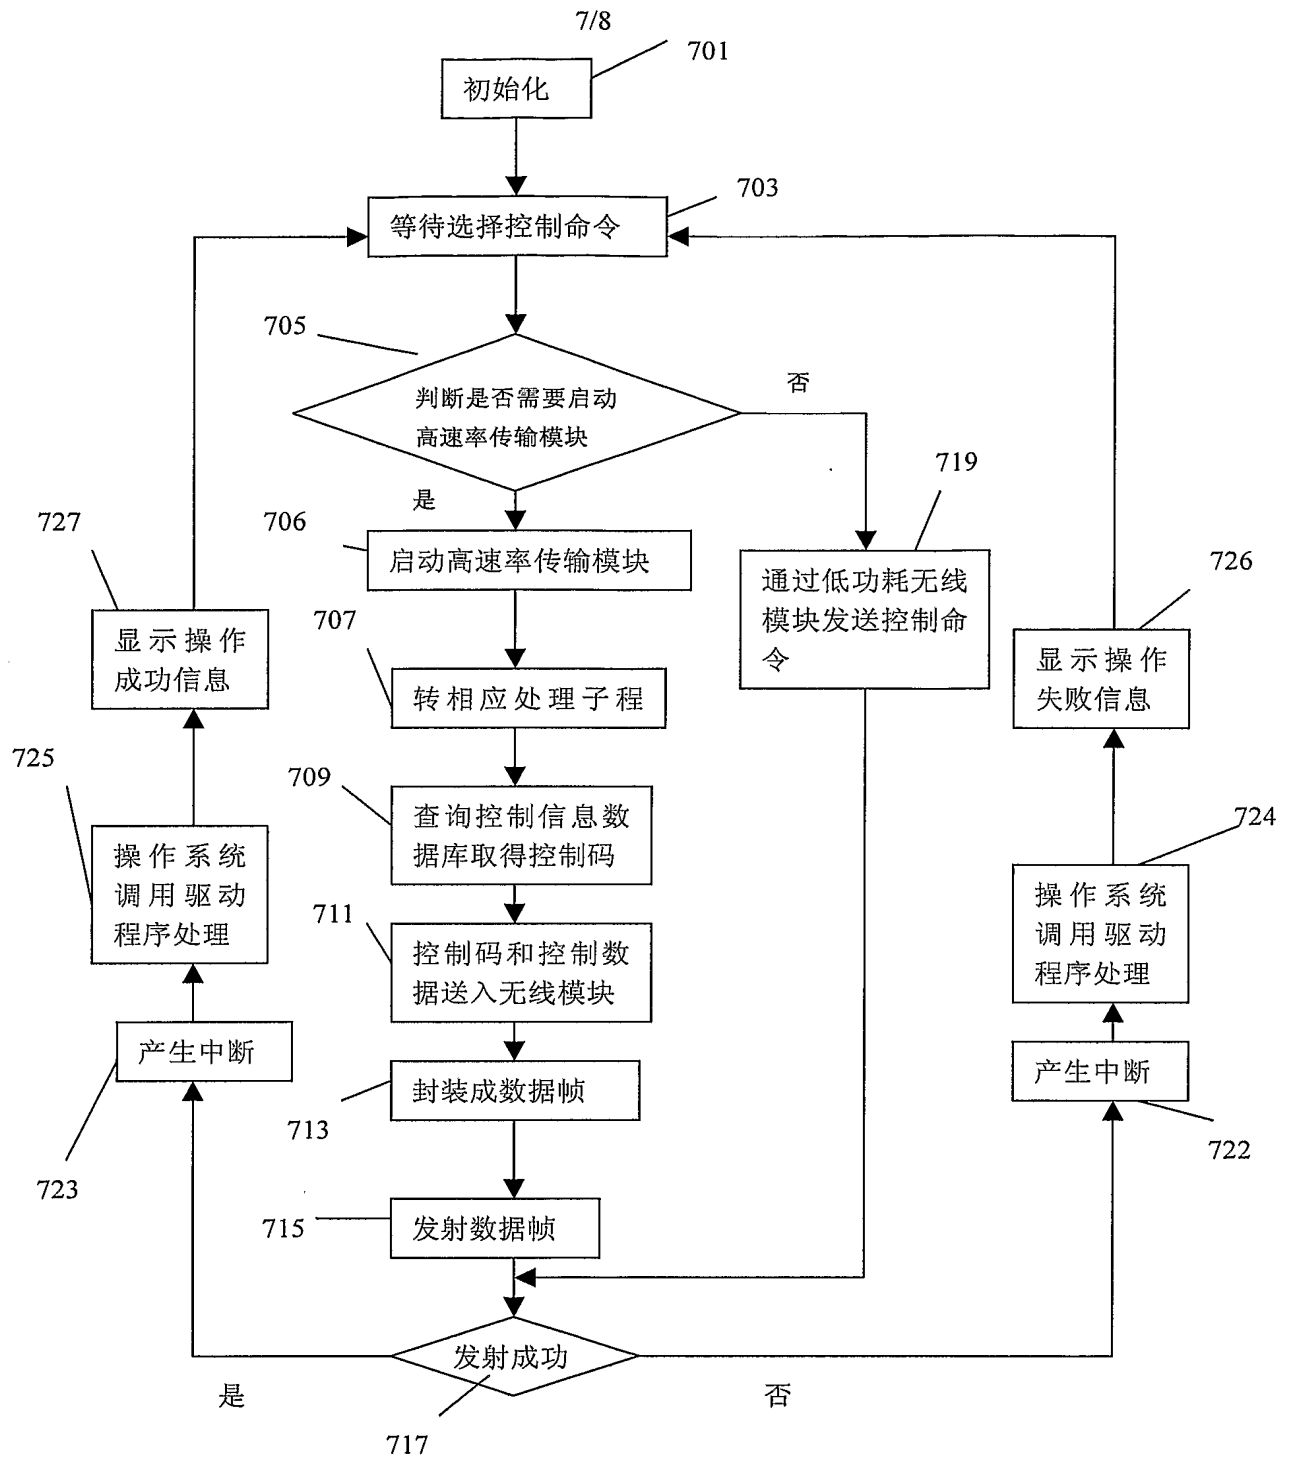 7/8
701
初始化
703
等待选择控制命令
705
判断是否需要启动
高速率传输模块
否
是
719
727
706
启动高速率传输模块
通过低功耗无线
模块发送控制命
令
726
707
显示操作
成功信息
显示操作
失败信息
转相应处理子程
725
709
查询控制信息数
据库取得控制码
724
操作系统
调用驱动
程序处理
操作系统
调用驱动
程序处理
711
控制码和控制数
据送入无线模块
产生中断
产生中断
封装成数据帧
713
722
723
715
发射数据帧
发射成功
是
否
717